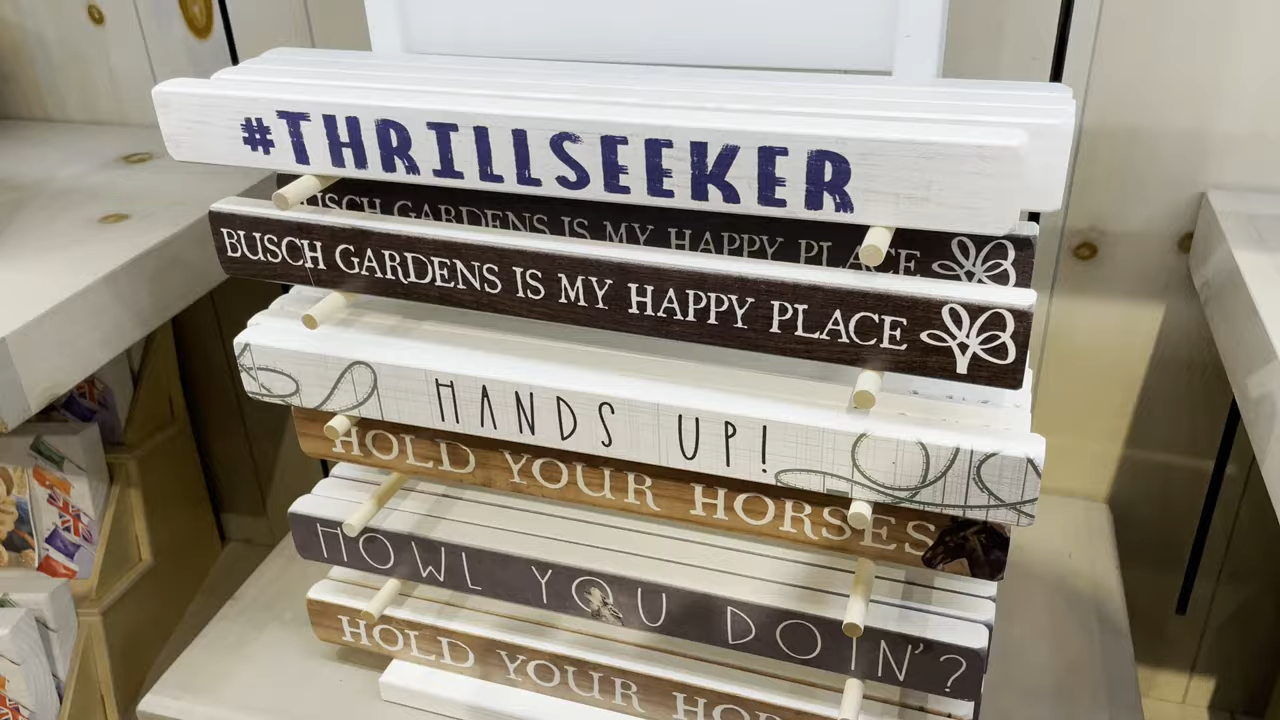 #THRILLSEEKER
BUSCH GARDENS IS MY HAPPY PLACE
BUSCH GARDENS IS MY HAPPY PLACE
HANDS UP!
HOLD YOUR HORSES
HOWL YOU DOIN'?
HOLD YOUR HORS